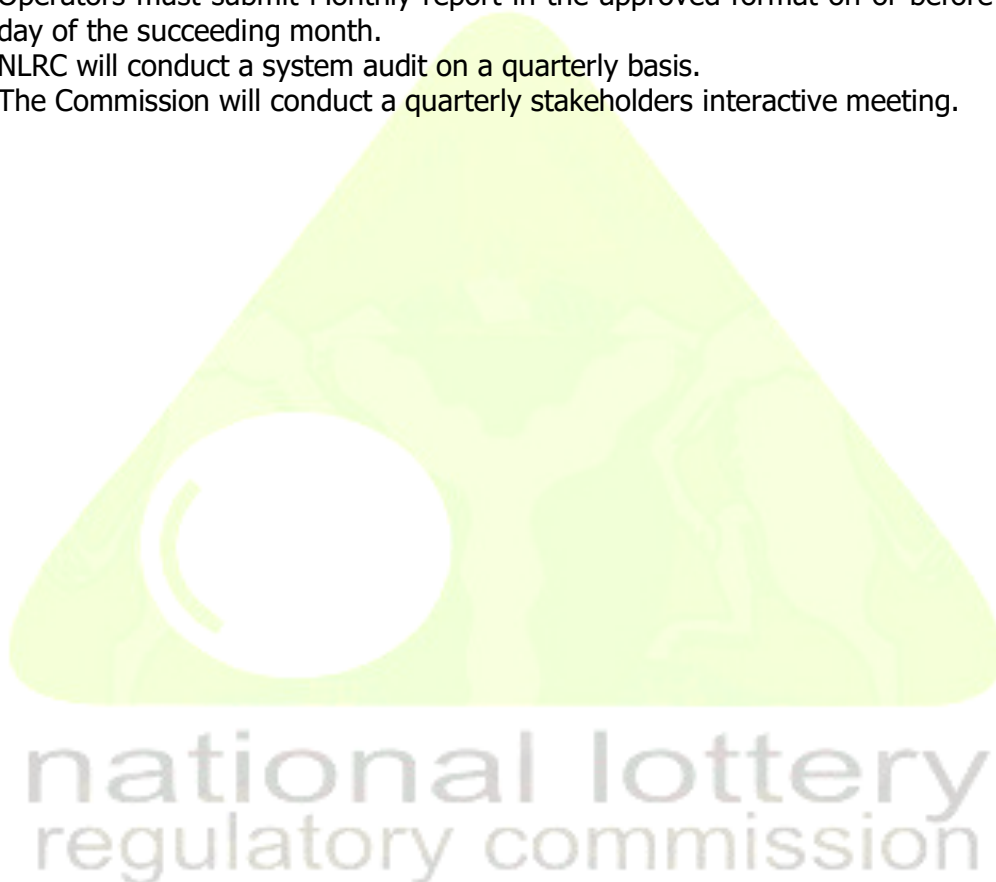 Operators must submit Monthly report in the approved format on or before
day of the succeeding month.
NLRC will conduct a system audit on a quarterly basis.
The Commission will conduct a quarterly stakeholders interactive meeting.
national lottery
regulatory commission